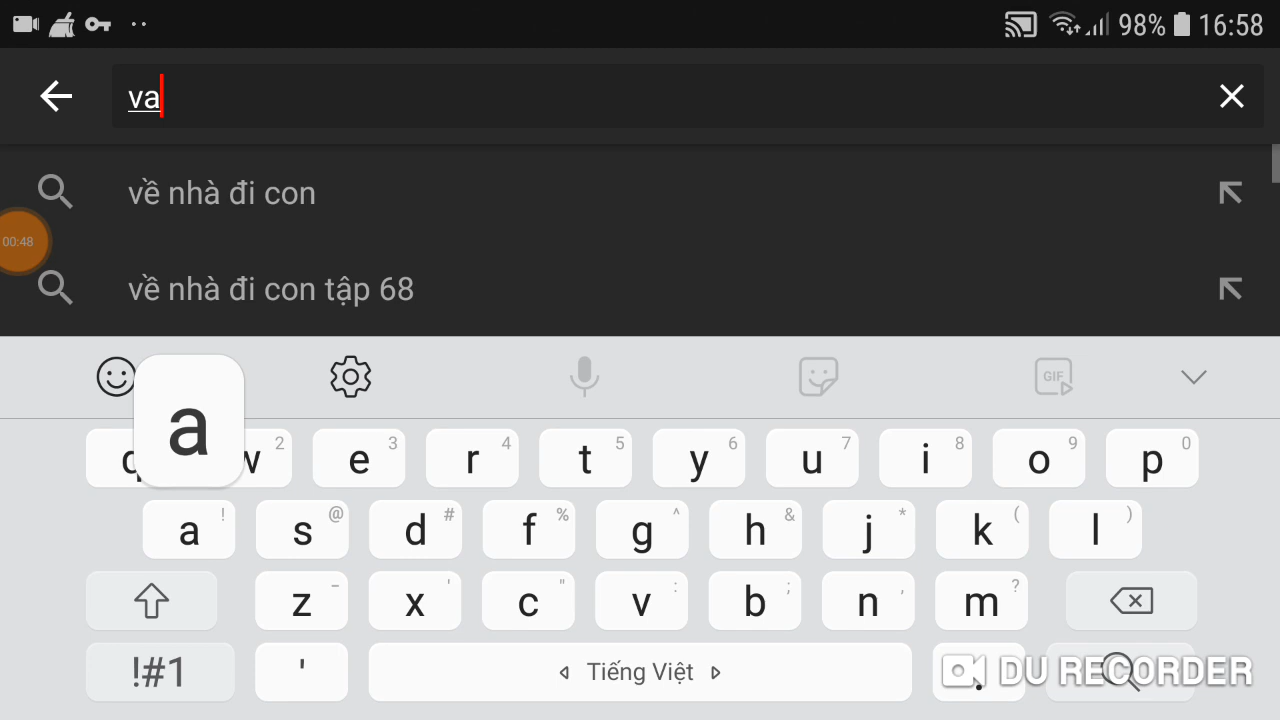 98% 16:58
va
về nhà đi con
00:48
về nhà đi con tập 68
GIF
a
q w 2 e 3 r 4 t 5 y 6 u 7 i 8 o 9 p 0
a ! s @ d # f % g ^ h & j * k ( l )
z - x ' c " v : b ; n , m ?
!#1 ' Tiếng Việt . DU RECORDER